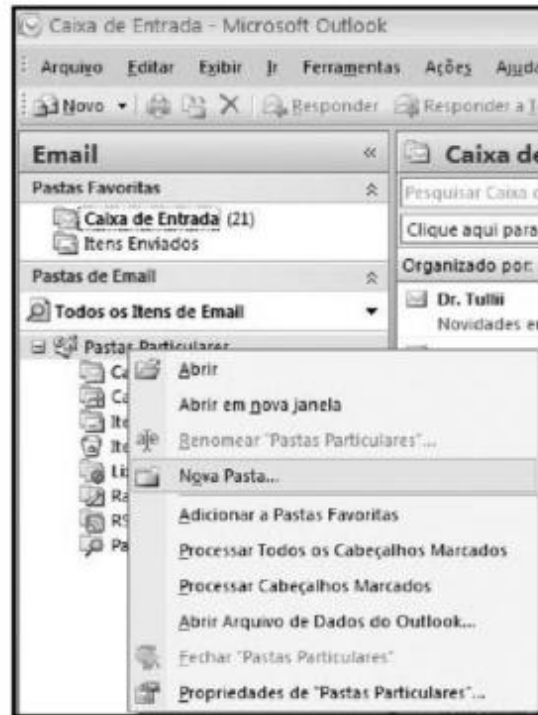 Caixa de Entrada - Microsoft Outlook
Arquivo Editar Exibir Ir Ferramentas Ações Ajuda
Novo Responder Responder a
Email Caixa de
Pastas Favoritas
Pesquisar Caixa
Caixa de Entrada (21)
Clique aqui para
Itens Enviados
Organizado por:
Pastas de Email
Todos os Itens de Email
Dr. Tullii
Novidades
Pastas Particulares
Abrir
Abrir em nova janela
Renomear "Pastas Particulares"...
Nova Pasta...
Adicionar a Pastas Favoritas
Processar Todos os Cabeçalhos Marcados
Processar Cabeçalhos Marcados
Abrir Arquivo de Dados do Outlook...
Fechar "Pastas Particulares"
Propriedades de "Pastas Particulares"...